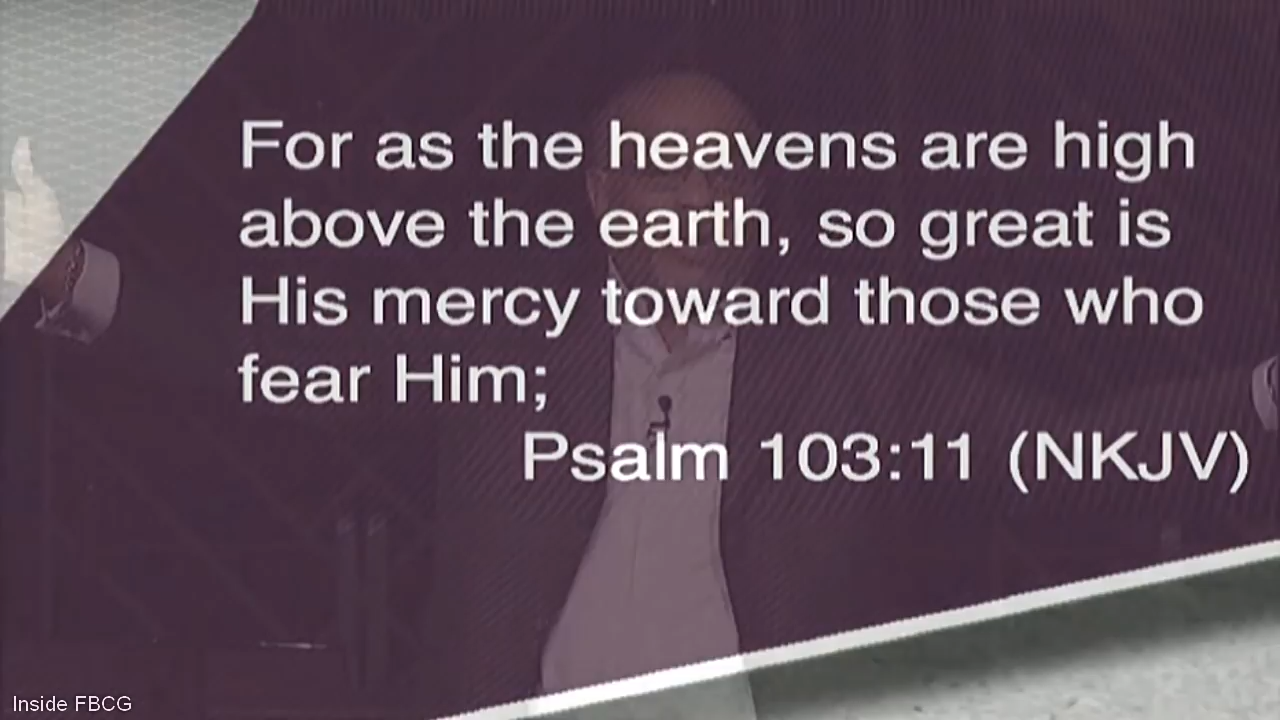 For as the heavens are high
above the earth, so great is
His mercy toward those who
fear Him;
Psalm 103:11 (NKJV)
Inside FBCG